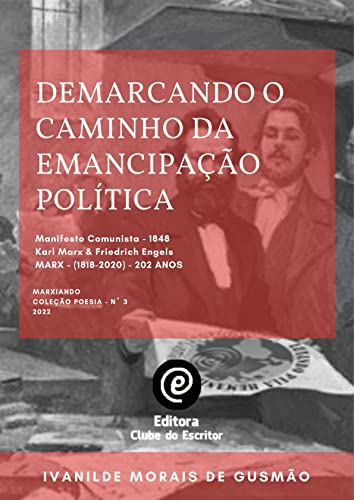 DEMARCANDO O
CAMINHO DA
EMANCIPAÇÃO
POLÍTICA
Manifesto Comunista - 1848
Karl Marx & Friedrich Engels
MARX - (1818-2020) - 202 ANOS
MARXIANDO
COLEÇÃO POESIA - N° 3
2022
Editora
Clube do Escritor
IVANILDE MORAIS DE GUSMÃO